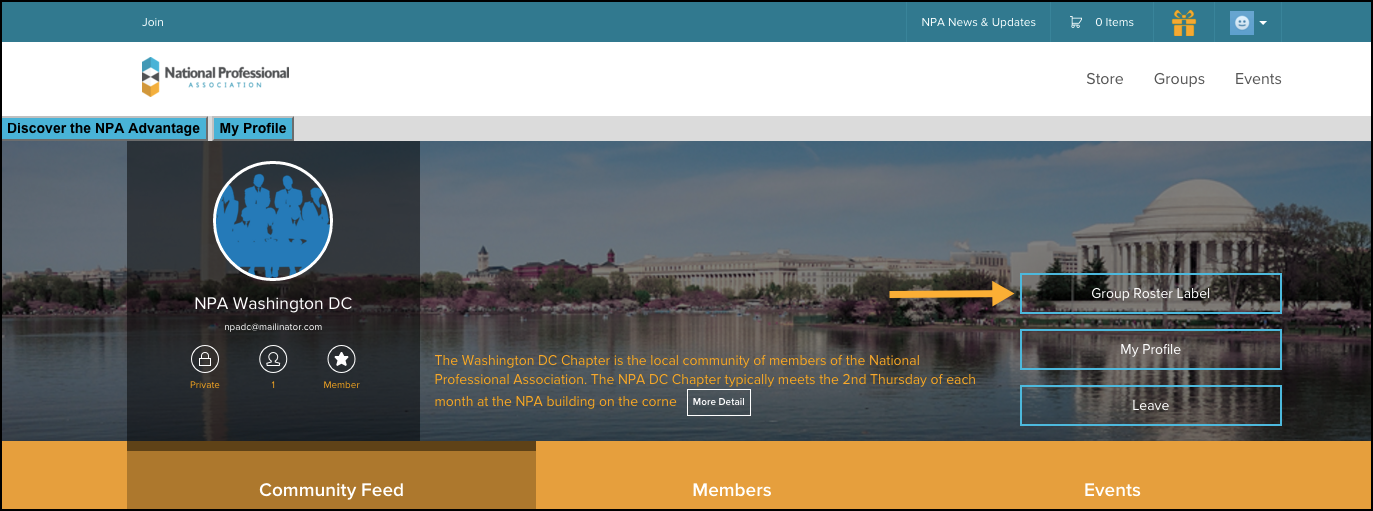 Join
NPA News & Updates
0 Items
National Professional
ASSOCIATION
Store
Groups
Events
Discover the NPA Advantage
My Profile
NPA Washington DC
npadc@mailinator.com
Private
1
Member
The Washington DC Chapter is the local community of members of the National
Professional Association. The NPA DC Chapter typically meets the 2nd Thursday of each
month at the NPA building on the corne
More Detail
Group Roster Label
My Profile
Leave
Community Feed
Members
Events